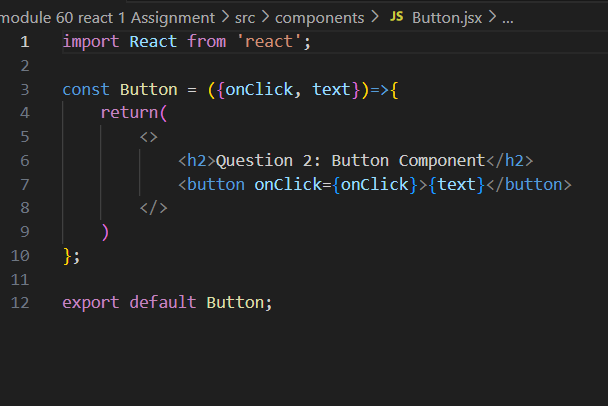 module 60 react 1 Assignment > src > components > JS Button.jsx > ...
1 import React from 'react';
2
3 const Button = ({onClick, text})=>{
4     return(
5         <>
6             <h2>Question 2: Button Component</h2>
7             <button onClick={onClick}>{text}</button>
8         </>
9     )
10 };
11
12 export default Button;